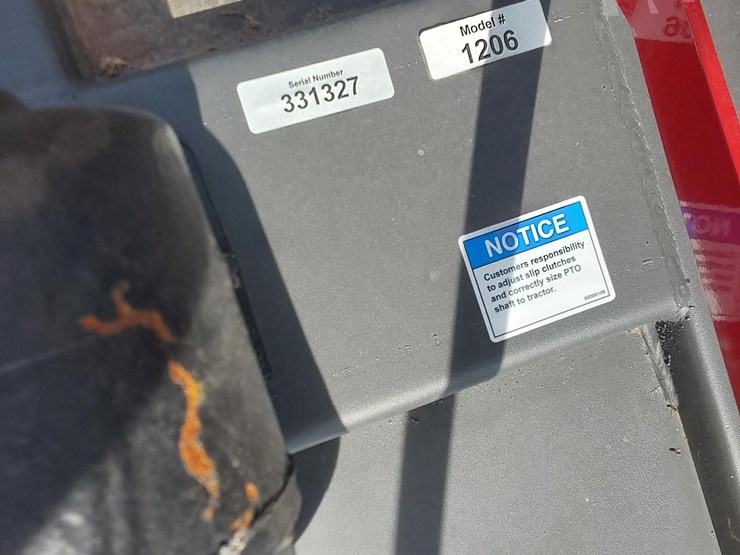 Model #
1206
Serial Number
331327
NOTICE
Customers responsibility
to adjust slip clutches
and correctly size PTO
shaft to tractor.